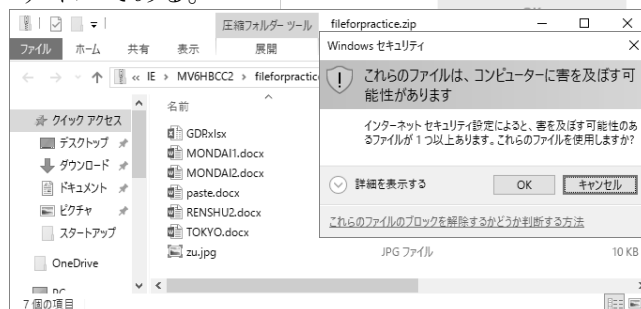 圧縮フォルダー ツール
fileforpractice.zip
ファイル
ホーム
共有
表示
展開
« IE > MV6HBCC2 > fileforpractic
クイック アクセス
デスクトップ
ダウンロード
ドキュメント
ピクチャ
スタートアップ
OneDrive
PC
名前
GDP.xlsx
MONDAI1.docx
MONDAI2.docx
paste.docx
RENSHU2.docx
TOKYO.docx
zu.jpg
JPG ファイル
10 KB
7 個の項目
Windows セキュリティ
これらのファイルは、コンピューターに害を及ぼす可
能性があります
インターネット セキュリティ設定によると、害を及ぼす可能性のあ
るファイルが 1 つ以上あります。これらのファイルを使用しますか?
詳細を表示する
OK
キャンセル
これらのファイルのブロックを解除するかどうか判断する方法